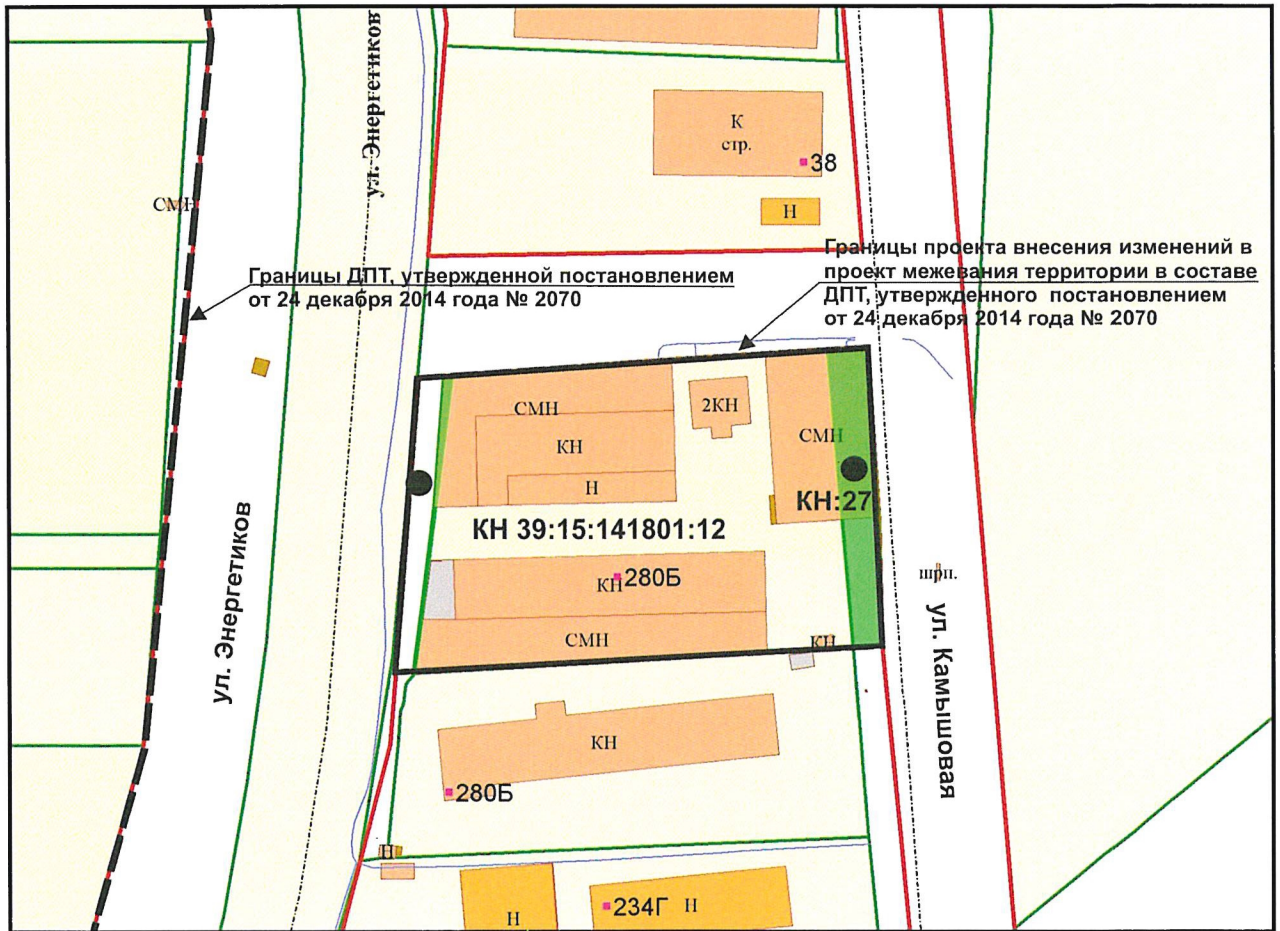 ул. Энергетиков
К
стр.
38
Н
СМН
Границы ДПТ, утвержденной постановлением
от 24 декабря 2014 года № 2070
Границы проекта внесения изменений в
проект межевания территории в составе
ДПТ, утвержденного постановлением
от 24 декабря 2014 года № 2070
СМН
2КН
КН
СМН
Н
КН:27
КН 39:15:141801:12
КН
280Б
шрп.
СМН
КН
ул. Энергетиков
ул. Камышовая
КН
280Б
Н
234Г
Н
Н